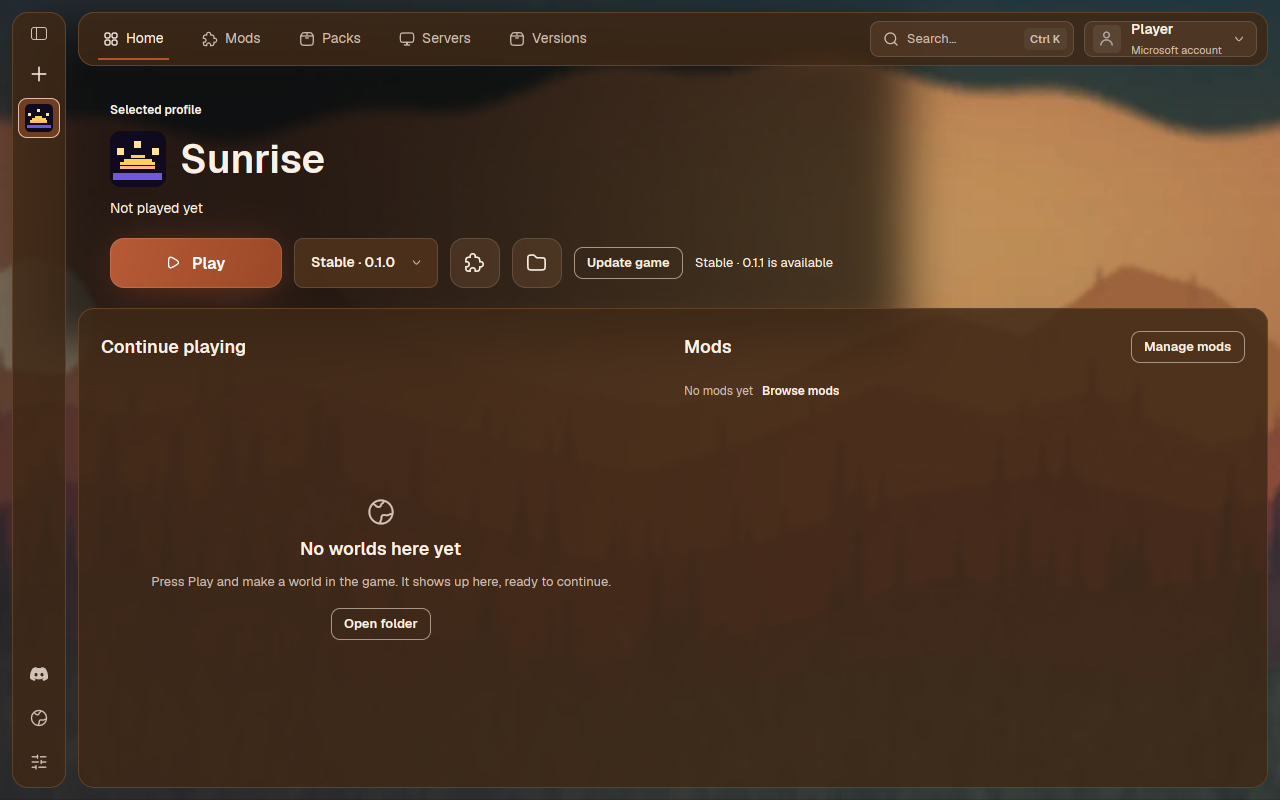 Home
Mods
Packs
Servers
Versions
Search...
Ctrl K
Player
Microsoft account
Selected profile
Sunrise
Not played yet
Play
Stable · 0.1.0
Update game
Stable · 0.1.1 is available
Continue playing
Mods
Manage mods
No mods yet Browse mods
No worlds here yet
Press Play and make a world in the game. It shows up here, ready to continue.
Open folder